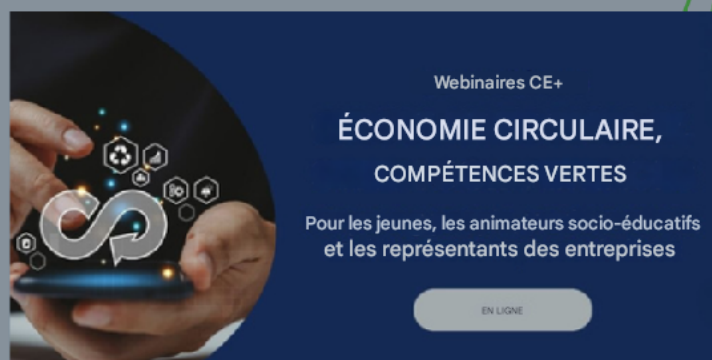 Webinaires CE+
ÉCONOMIE CIRCULAIRE,
COMPÉTENCES VERTES
Pour les jeunes, les animateurs socio-éducatifs
et les représentants des entreprises
EN LIGNE